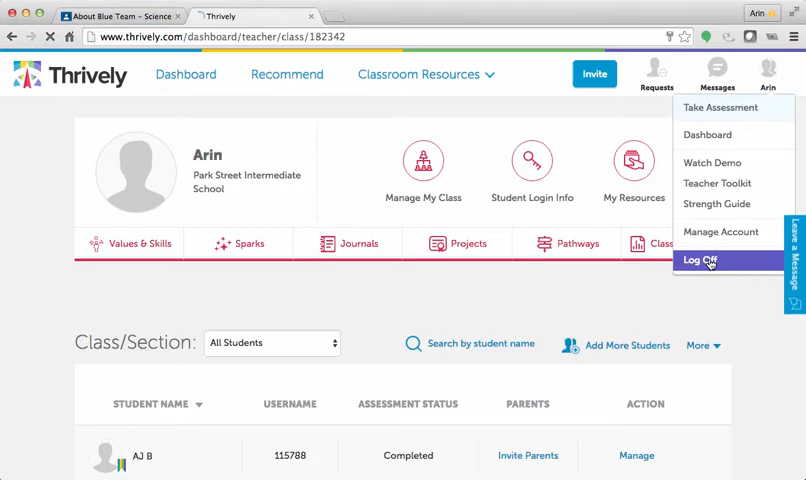 About Blue Team - Science
Thrively
Arin
www.thrively.com/dashboard/teacher/class/182342
Thrively
Dashboard
Recommend
Classroom Resources
Invite
Requests
Messages
Arin
Take Assessment
Dashboard
Watch Demo
Teacher Toolkit
Strength Guide
Manage Account
Log Off
Leave a Message
Arin
Park Street Intermediate
School
Manage My Class
Student Login Info
My Resources
Values & Skills
Sparks
Journals
Projects
Pathways
Class/Section:
All Students
Search by student name
Add More Students
More
STUDENT NAME
USERNAME
ASSESSMENT STATUS
PARENTS
ACTION
AJ B
115788
Completed
Invite Parents
Manage